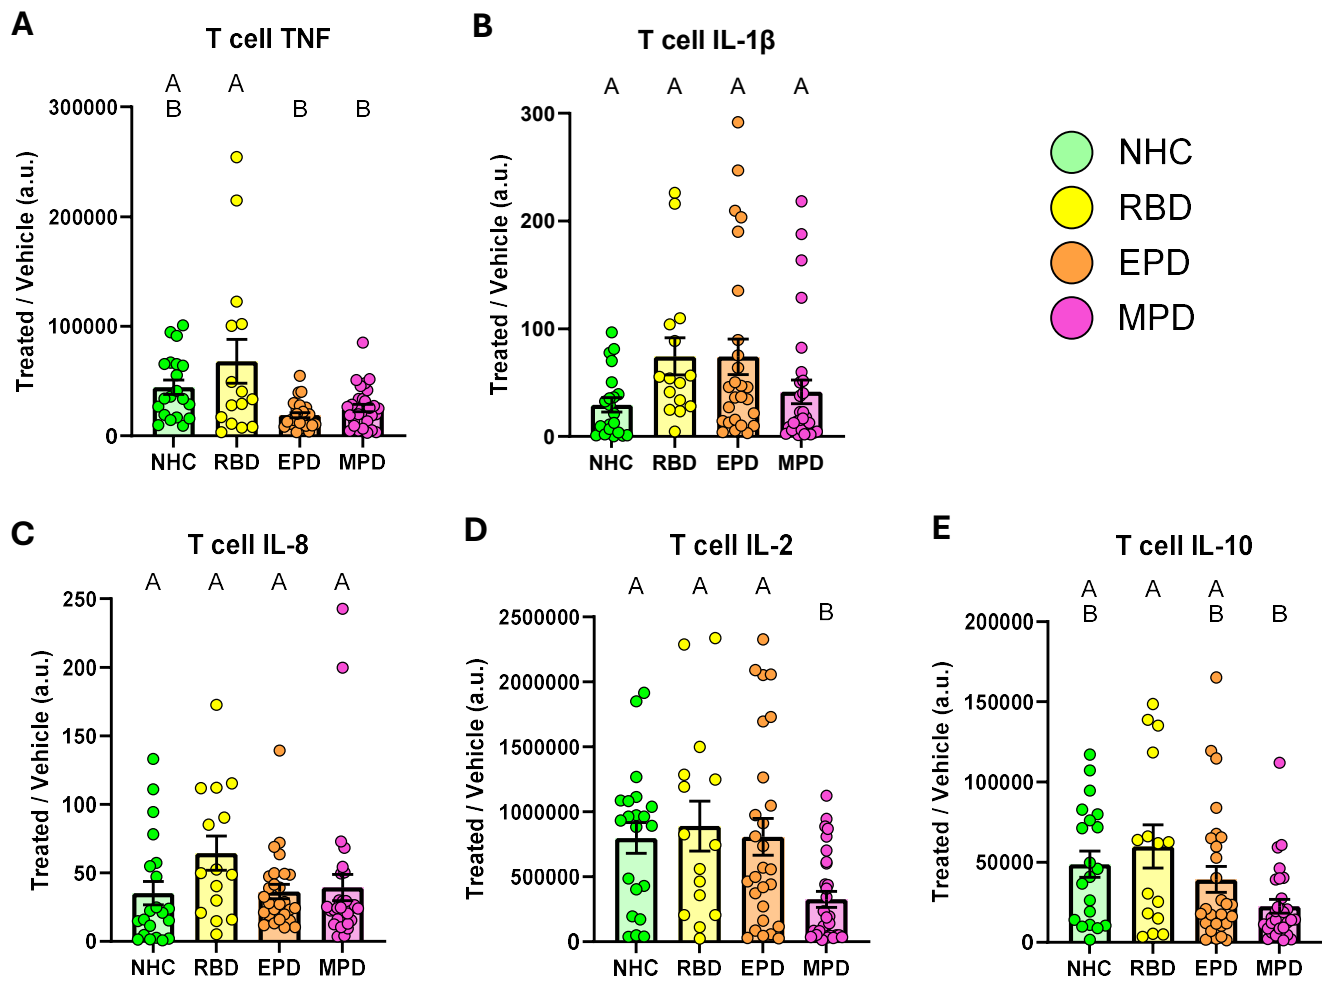 A
T cell TNF
A A
B B B
300000
200000
100000
0
Treated / Vehicle (a.u.)
NHC RBD EPD MPD
B
T cell IL-1β
A A A A
300
200
100
0
Treated / Vehicle (a.u.)
NHC RBD EPD MPD
NHC
RBD
EPD
MPD
C
T cell IL-8
A A A A
250
200
150
100
50
0
Treated / Vehicle (a.u.)
NHC RBD EPD MPD
D
T cell IL-2
A A A
B
2500000
2000000
1500000
1000000
500000
0
Treated / Vehicle (a.u.)
NHC RBD EPD MPD
E
T cell IL-10
A A A
B B B
200000
150000
100000
50000
0
Treated / Vehicle (a.u.)
NHC RBD EPD MPD